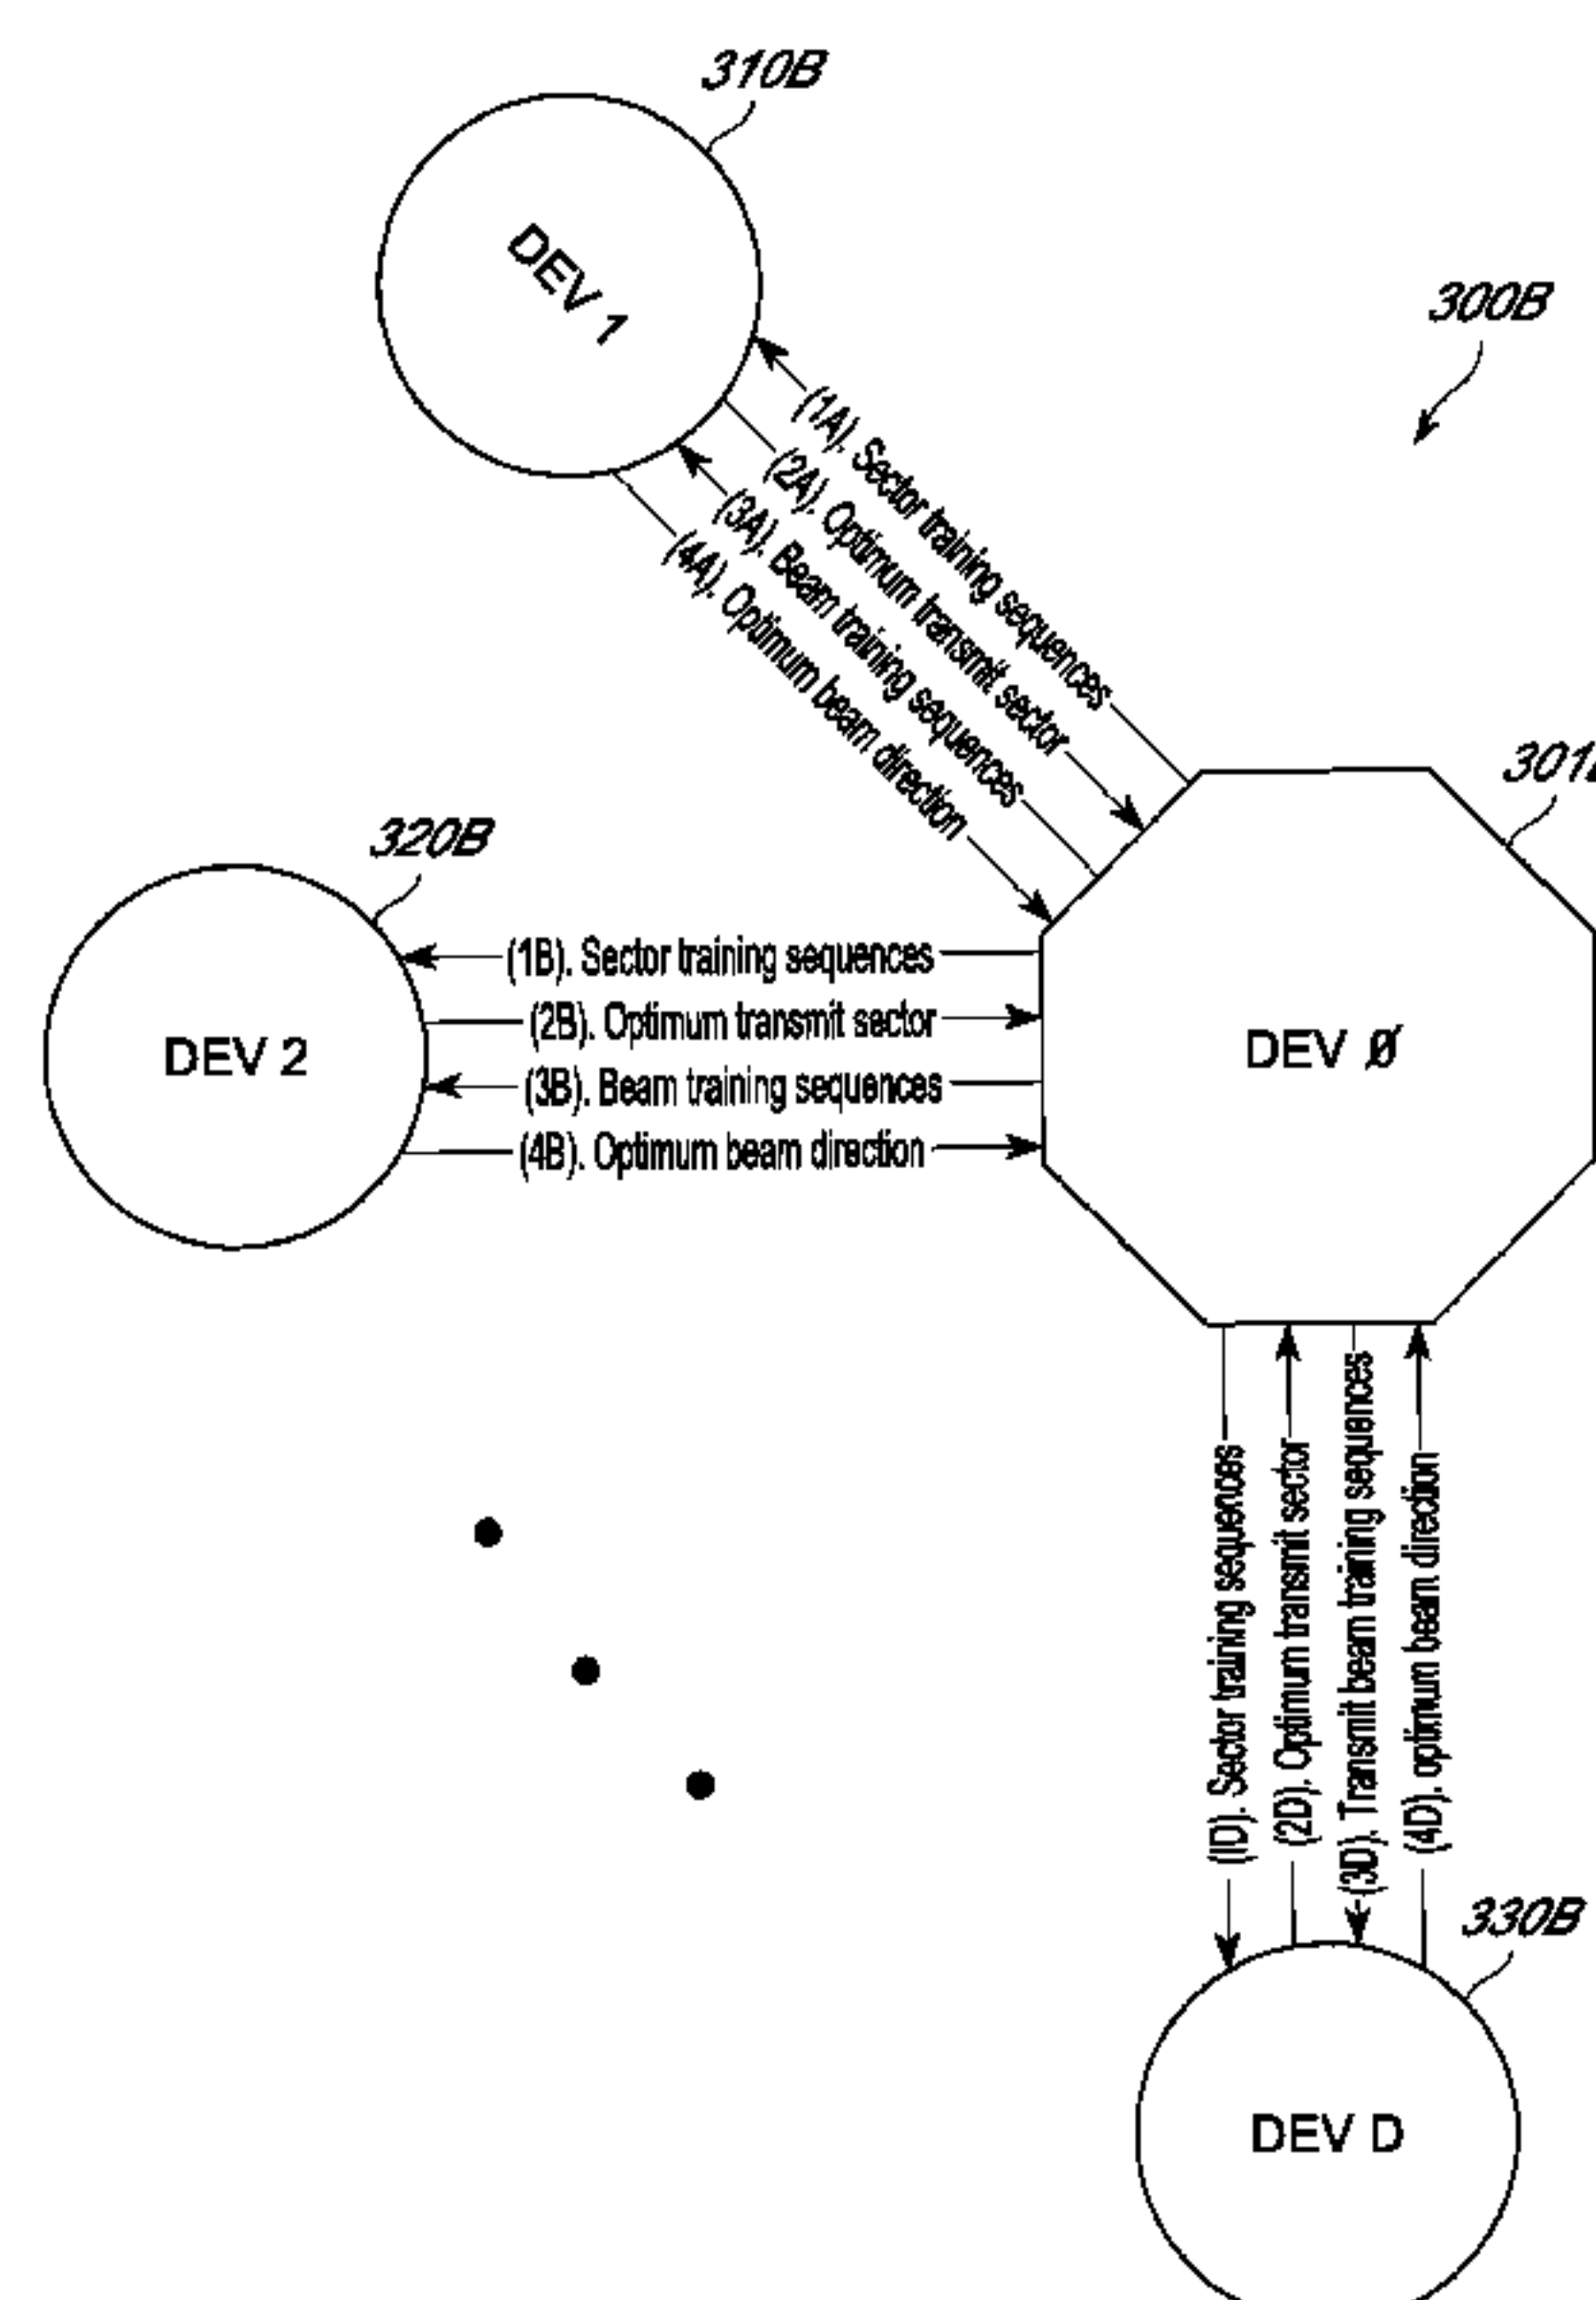 310B
DEV 1
300B
(1A). Sector training sequences
(2A). Optimum transmit sector
(3A). Beam training sequences
(4A). Optimum beam direction
301
320B
DEV 2
(1B). Sector training sequences
(2B). Optimum transmit sector
(3B). Beam training sequences
(4B). Optimum beam direction
DEV Ø
(ID). Sector training sequences
(2D). Optimum transmit sector
(3D). Transmit beam training sequences
(4D). optimum beam direction
330B
DEV D